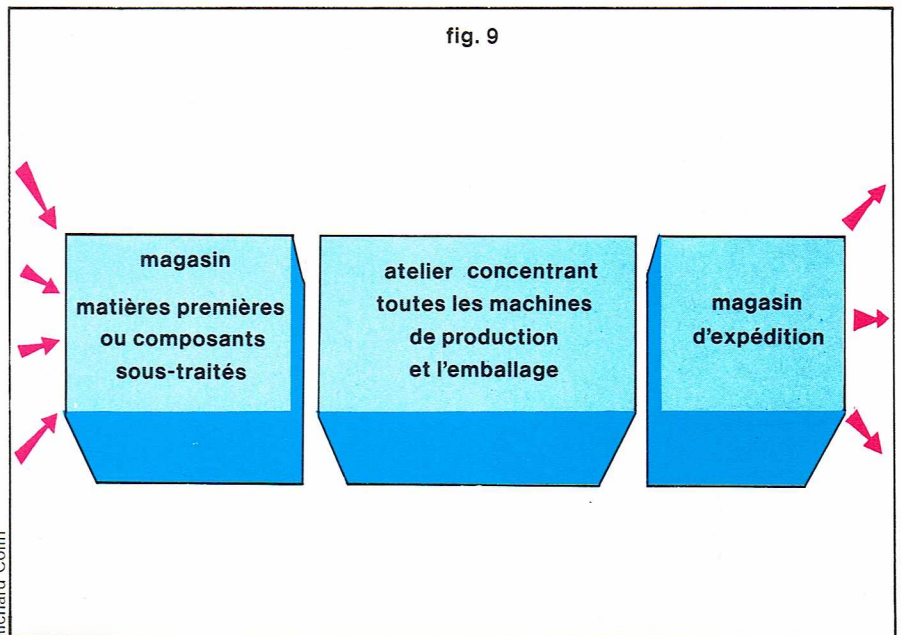 fig. 9
magasin
matières premières
ou composants
sous-traités
atelier concentrant
toutes les machines
de production
et l'emballage
magasin
d'expédition
Colin